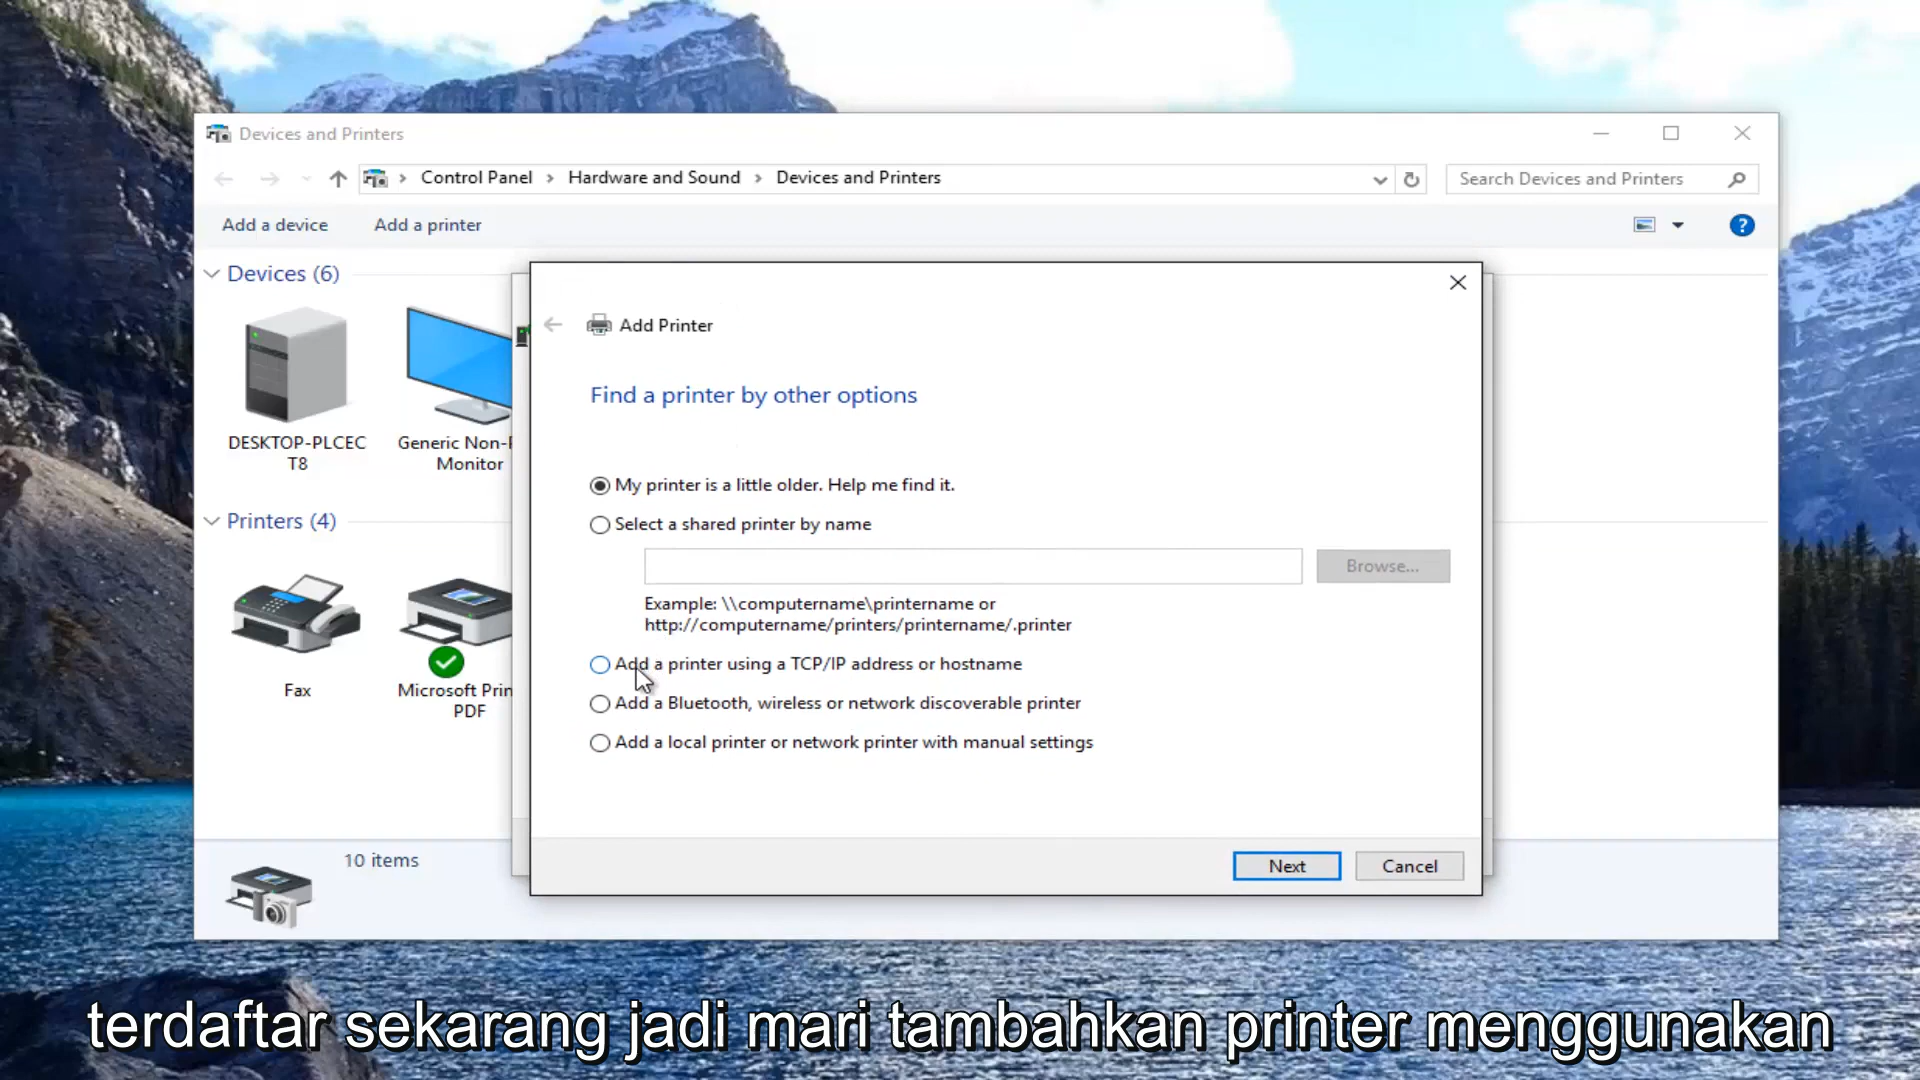 Devices and Printers
Control Panel > Hardware and Sound > Devices and Printers
Search Devices and Printers
Add a device
Add a printer
?
Devices (6)
DESKTOP-PLCEC
T8
Generic Non-
Monitor
Printers (4)
Fax
Microsoft Prin
PDF
10 items
Add Printer
Find a printer by other options
My printer is a little older. Help me find it.
Select a shared printer by name
Browse...
Example: \\computername\printername or
http://computername/printers/printername/.printer
Add a printer using a TCP/IP address or hostname
Add a Bluetooth, wireless or network discoverable printer
Add a local printer or network printer with manual settings
Next
Cancel
terdaftar sekarang jadi mari tambahkan printer menggunakan